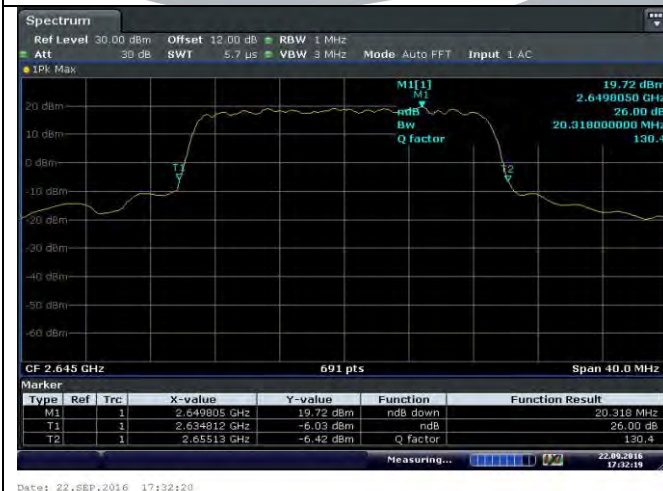 Spectrum
Ref Level 30.00 dBm Offset 12.00 dB RBW 1 MHz
Att 30 dB SWT 5.7 µs VBW 3 MHz Mode Auto FFT Input 1 AC
1Pk Max
M1[1] 19.72 dBm
M1 2.6498050 GHz
20 dBm ndB 26.00 dB
Bw 20.318000000 MHz
10 dBm Q factor 130.4
0 dBm
T1 T2
-10 dBm
-20 dBm
-30 dBm
-40 dBm
-50 dBm
-60 dBm
CF 2.645 GHz 691 pts Span 40.0 MHz
Marker
Type Ref Trc X-value Y-value Function Function Result
M1 1 2.649805 GHz 19.72 dBm ndB down 20.318 MHz
T1 1 2.634812 GHz -6.03 dBm ndB 26.00 dB
T2 1 2.65513 GHz -6.42 dBm Q factor 130.4
Measuring... 22.09.2016
17:32:19
Date: 22.SEP.2016 17:32:20